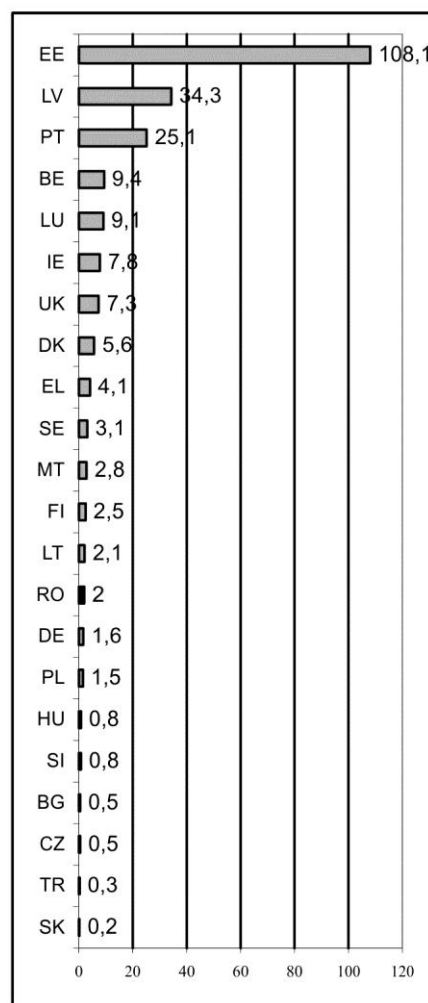 EE 108,1
LV 34,3
PT 25,1
BE 9,4
LU 9,1
IE 7,8
UK 7,3
DK 5,6
EL 4,1
SE 3,1
MT 2,8
FI 2,5
LT 2,1
RO 2
DE 1,6
PL 1,5
HU 0,8
SI 0,8
BG 0,5
CZ 0,5
TR 0,3
SK 0,2
0 20 40 60 80 100 120